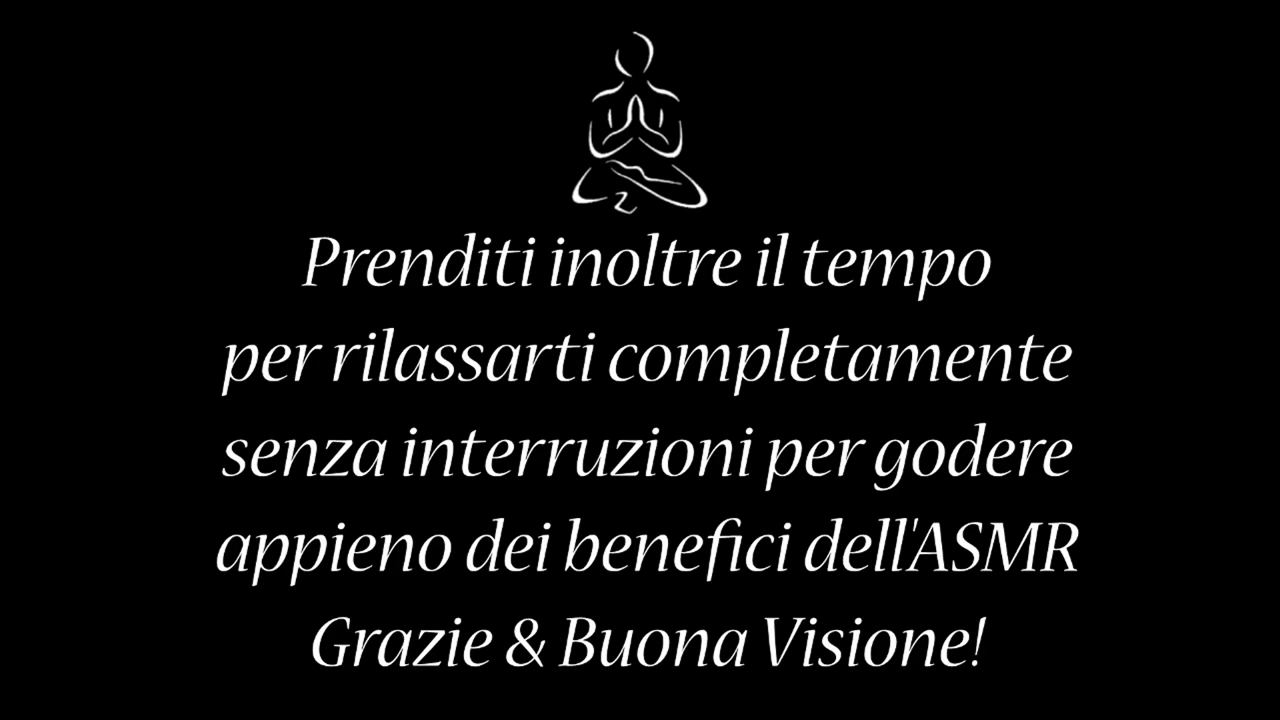 Prenditi inoltre il tempo
per rilassarti completamente
senza interruzioni per godere
appieno dei benefici dell'ASMR
Grazie & Buona Visione!